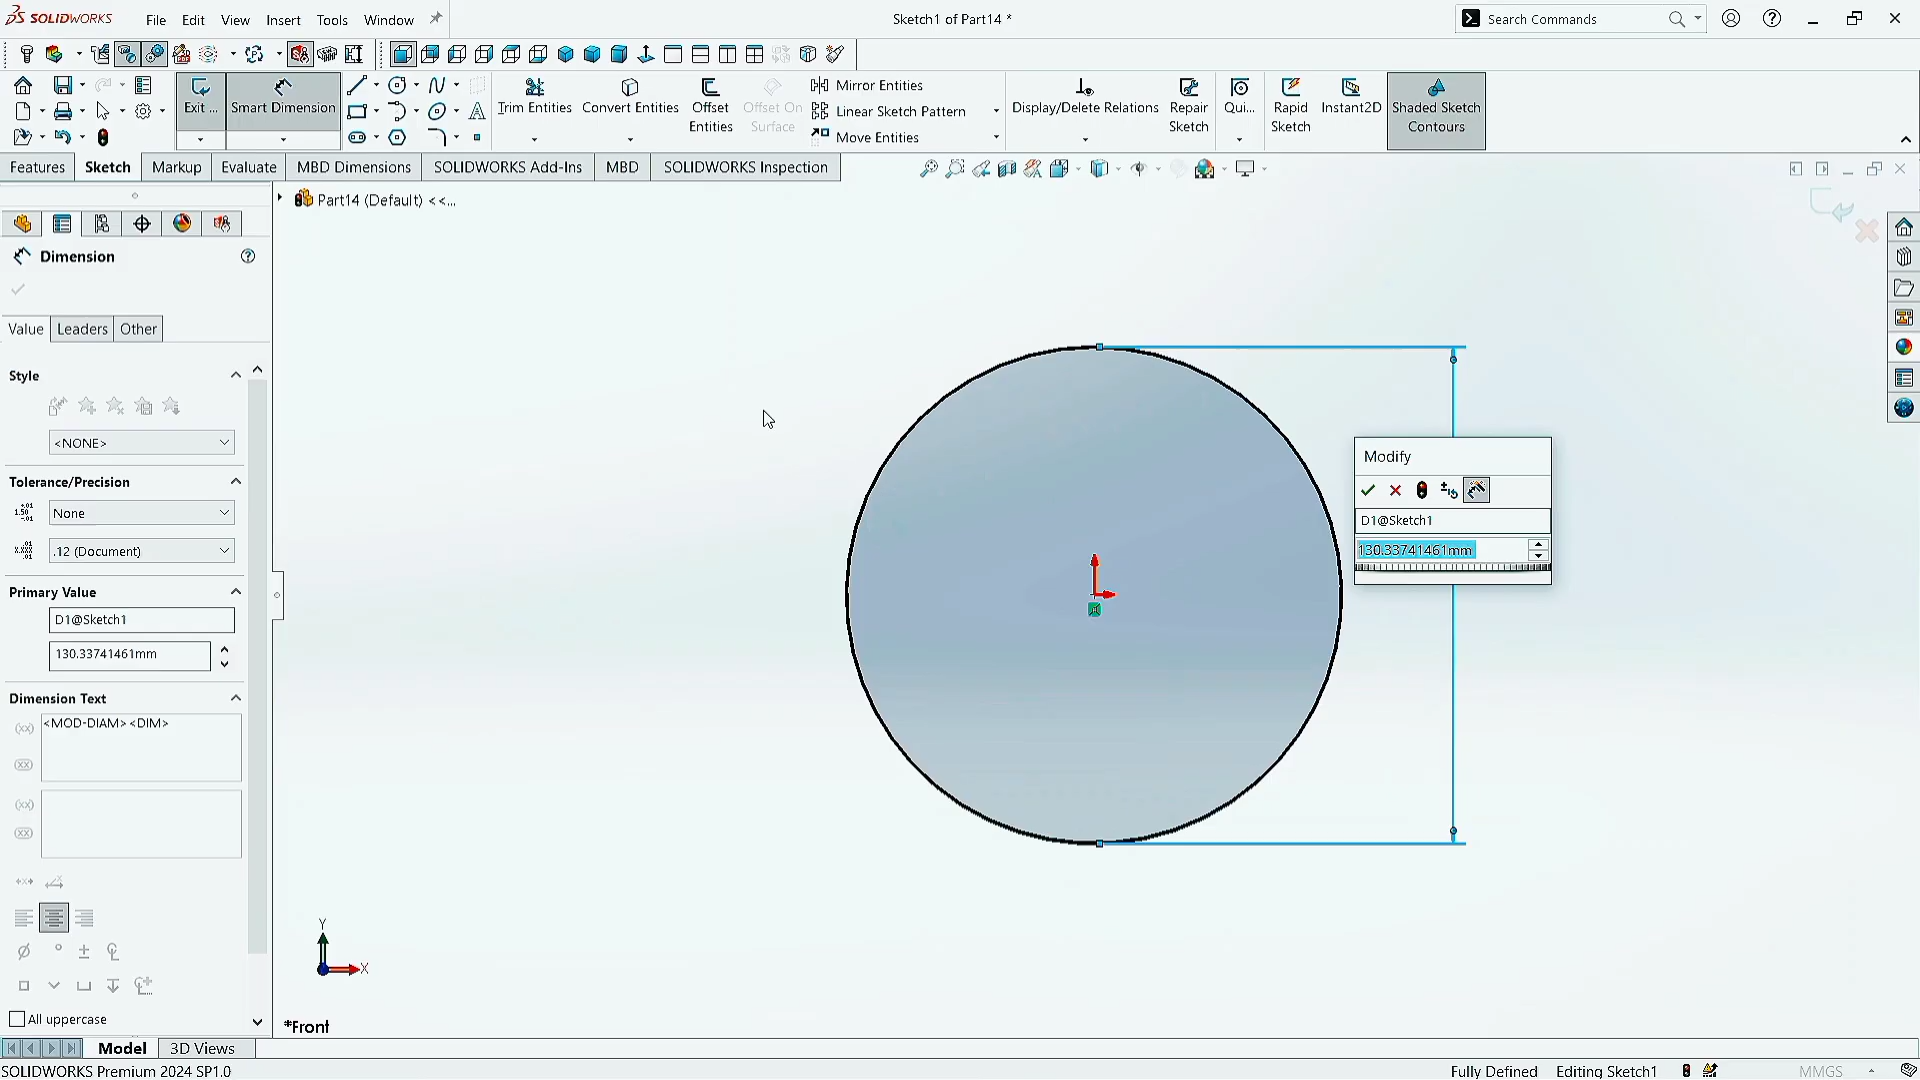 SOLIDWORKS
File Edit View Insert Tools Window
Sketch1 of Part14 *
Search Commands
Exit ...
Smart Dimension
Trim Entities
Convert Entities
Offset Entities
Offset On Surface
Mirror Entities
Linear Sketch Pattern
Move Entities
Display/Delete Relations
Repair Sketch
Qui...
Rapid Sketch
Instant2D
Shaded Sketch Contours
Features Sketch Markup Evaluate MBD Dimensions SOLIDWORKS Add-Ins MBD SOLIDWORKS Inspection
Part14 (Default) <<...
Dimension
Value Leaders Other
Style
<NONE>
Tolerance/Precision
None
.12 (Document)
Primary Value
D1@Sketch1
130.33741461mm
Dimension Text
<MOD-DIAM><DIM>
(xx)
(xx)
(xx)
(xx)
All uppercase
Modify
D1@Sketch1
130.33741461mm
Y
X
*Front
Model 3D Views
SOLIDWORKS Premium 2024 SP1.0
Fully Defined Editing Sketch1 MMGS